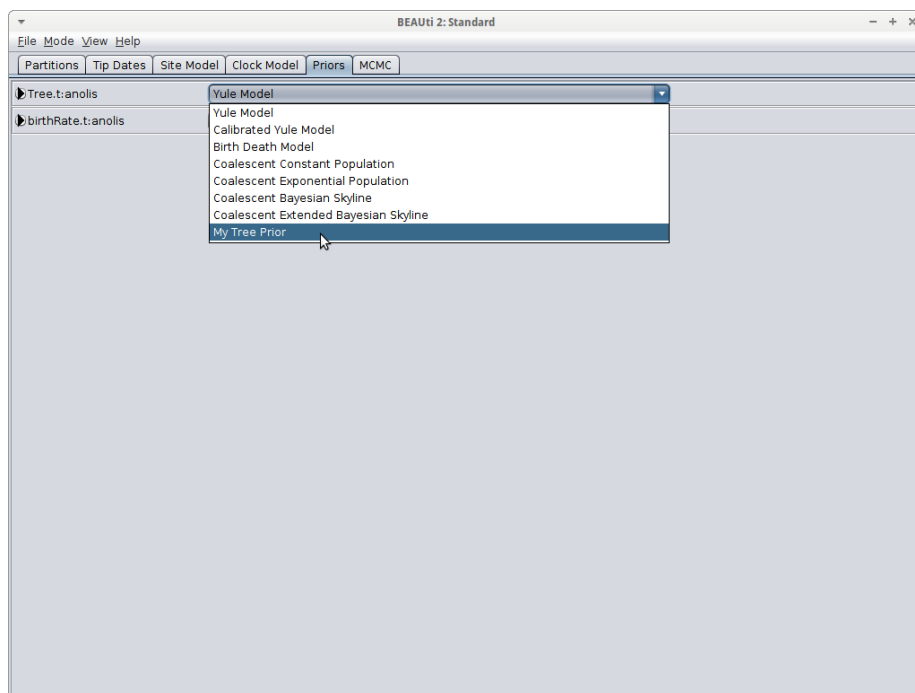 BEAUti 2: Standard
File Mode View Help
Partitions Tip Dates Site Model Clock Model Priors MCMC
Tree.t:anolis Yule Model
Yule Model
birthRate.t:anolis
Calibrated Yule Model
Birth Death Model
Coalescent Constant Population
Coalescent Exponential Population
Coalescent Bayesian Skyline
Coalescent Extended Bayesian Skyline
My Tree Prior